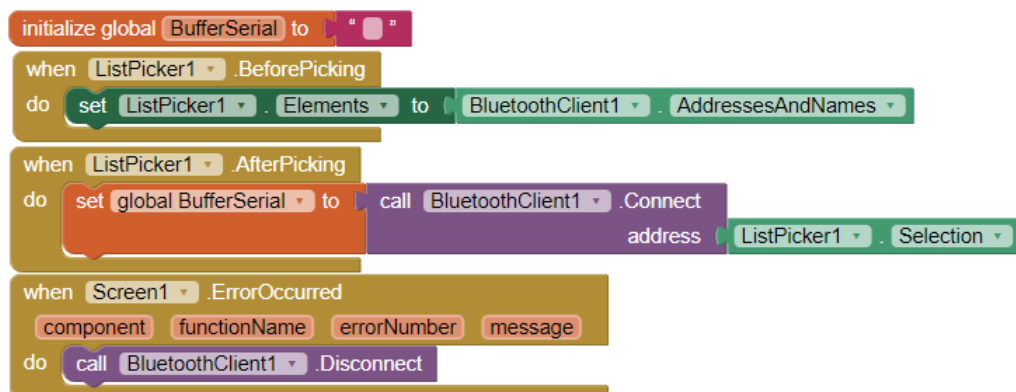 initialize global BufferSerial to " "
when ListPicker1 .BeforePicking
do set ListPicker1 . Elements to BluetoothClient1 . AddressesAndNames
when ListPicker1 .AfterPicking
do set global BufferSerial to call BluetoothClient1 .Connect
address ListPicker1 . Selection
when Screen1 .ErrorOccurred
component functionName errorNumber message
do call BluetoothClient1 .Disconnect